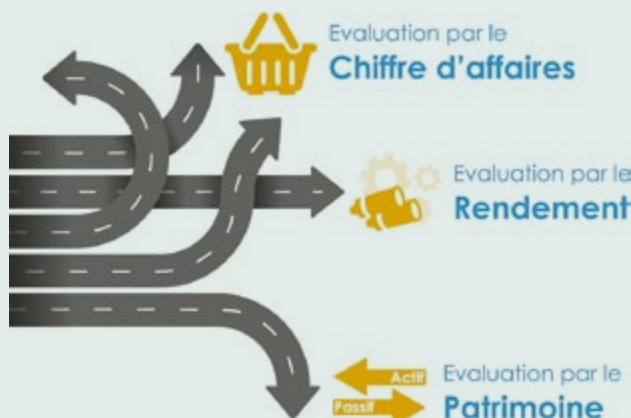 Evaluation par le
Chiffre d'affaires
Evaluation par le
Rendement
Actif
Passif
Evaluation par le
Patrimoine